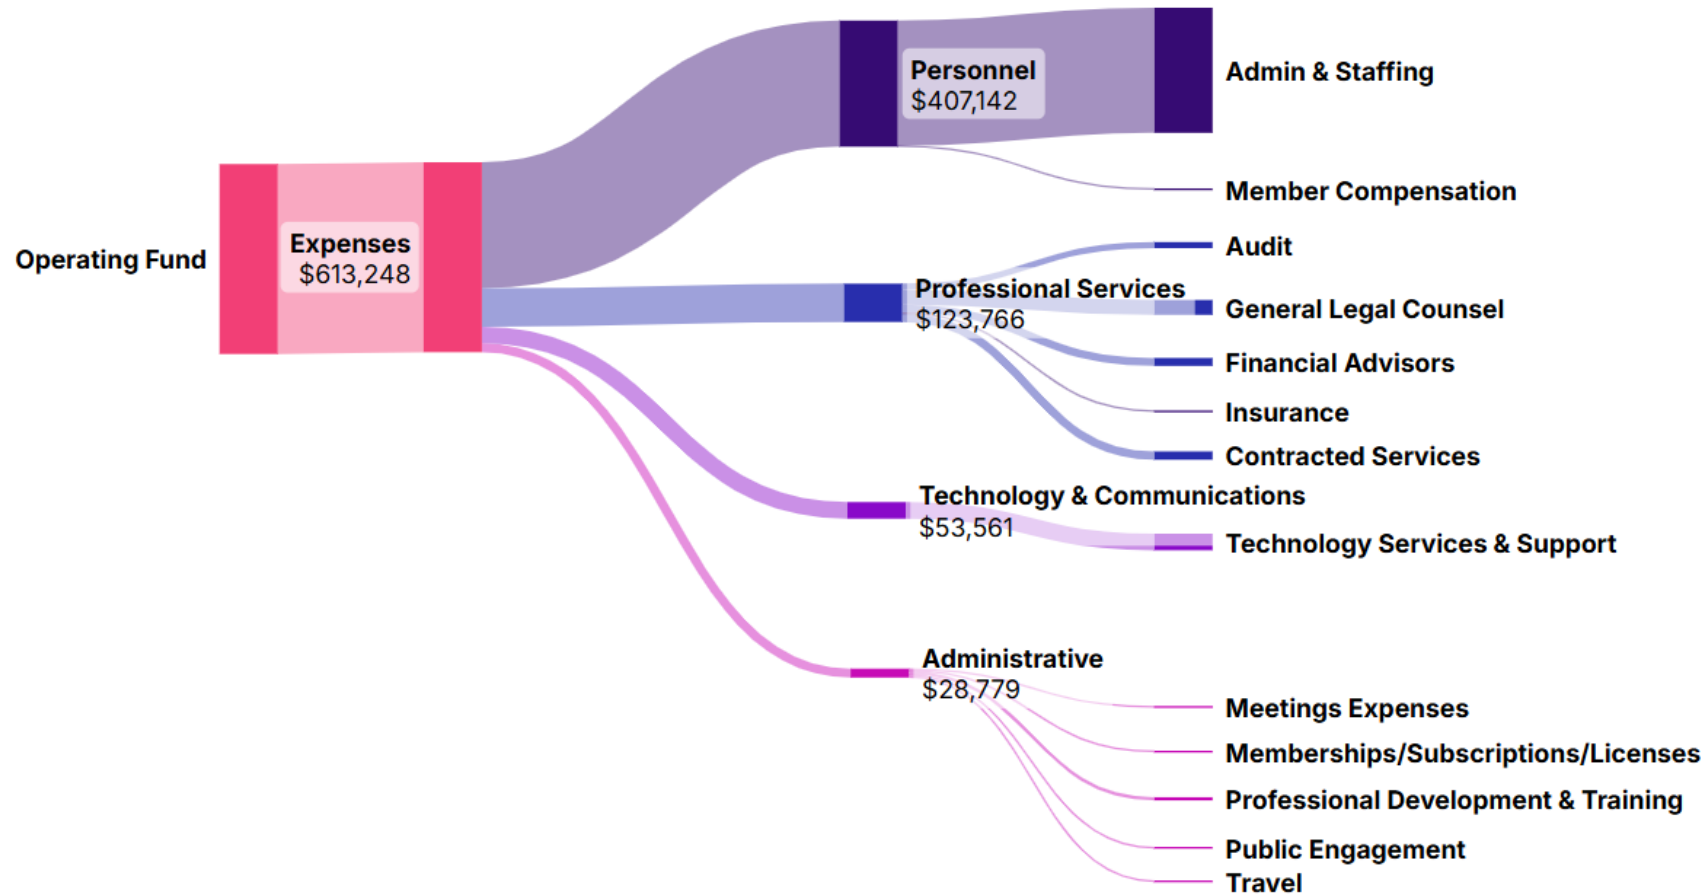 Operating Fund
Expenses
$613,248
Personnel
$407,142
Admin & Staffing
Member Compensation
Professional Services
$123,766
Audit
General Legal Counsel
Financial Advisors
Insurance
Contracted Services
Technology & Communications
$53,561
Technology Services & Support
Administrative
$28,779
Meetings Expenses
Memberships/Subscriptions/Licenses
Professional Development & Training
Public Engagement
Travel